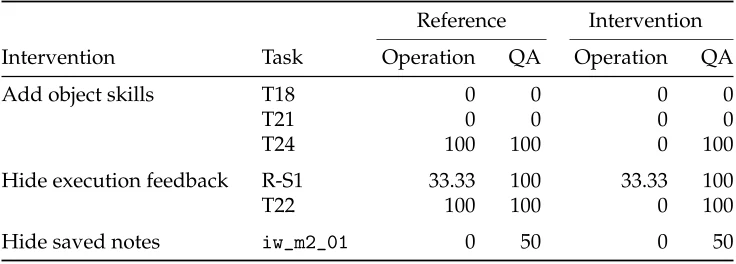 Reference Intervention
Intervention Task Operation QA Operation QA
Add object skills T18 0 0 0 0
T21 0 0 0 0
T24 100 100 0 100
Hide execution feedback R-S1 33.33 100 33.33 100
T22 100 100 0 100
Hide saved notes iw_m2_01 0 50 0 50